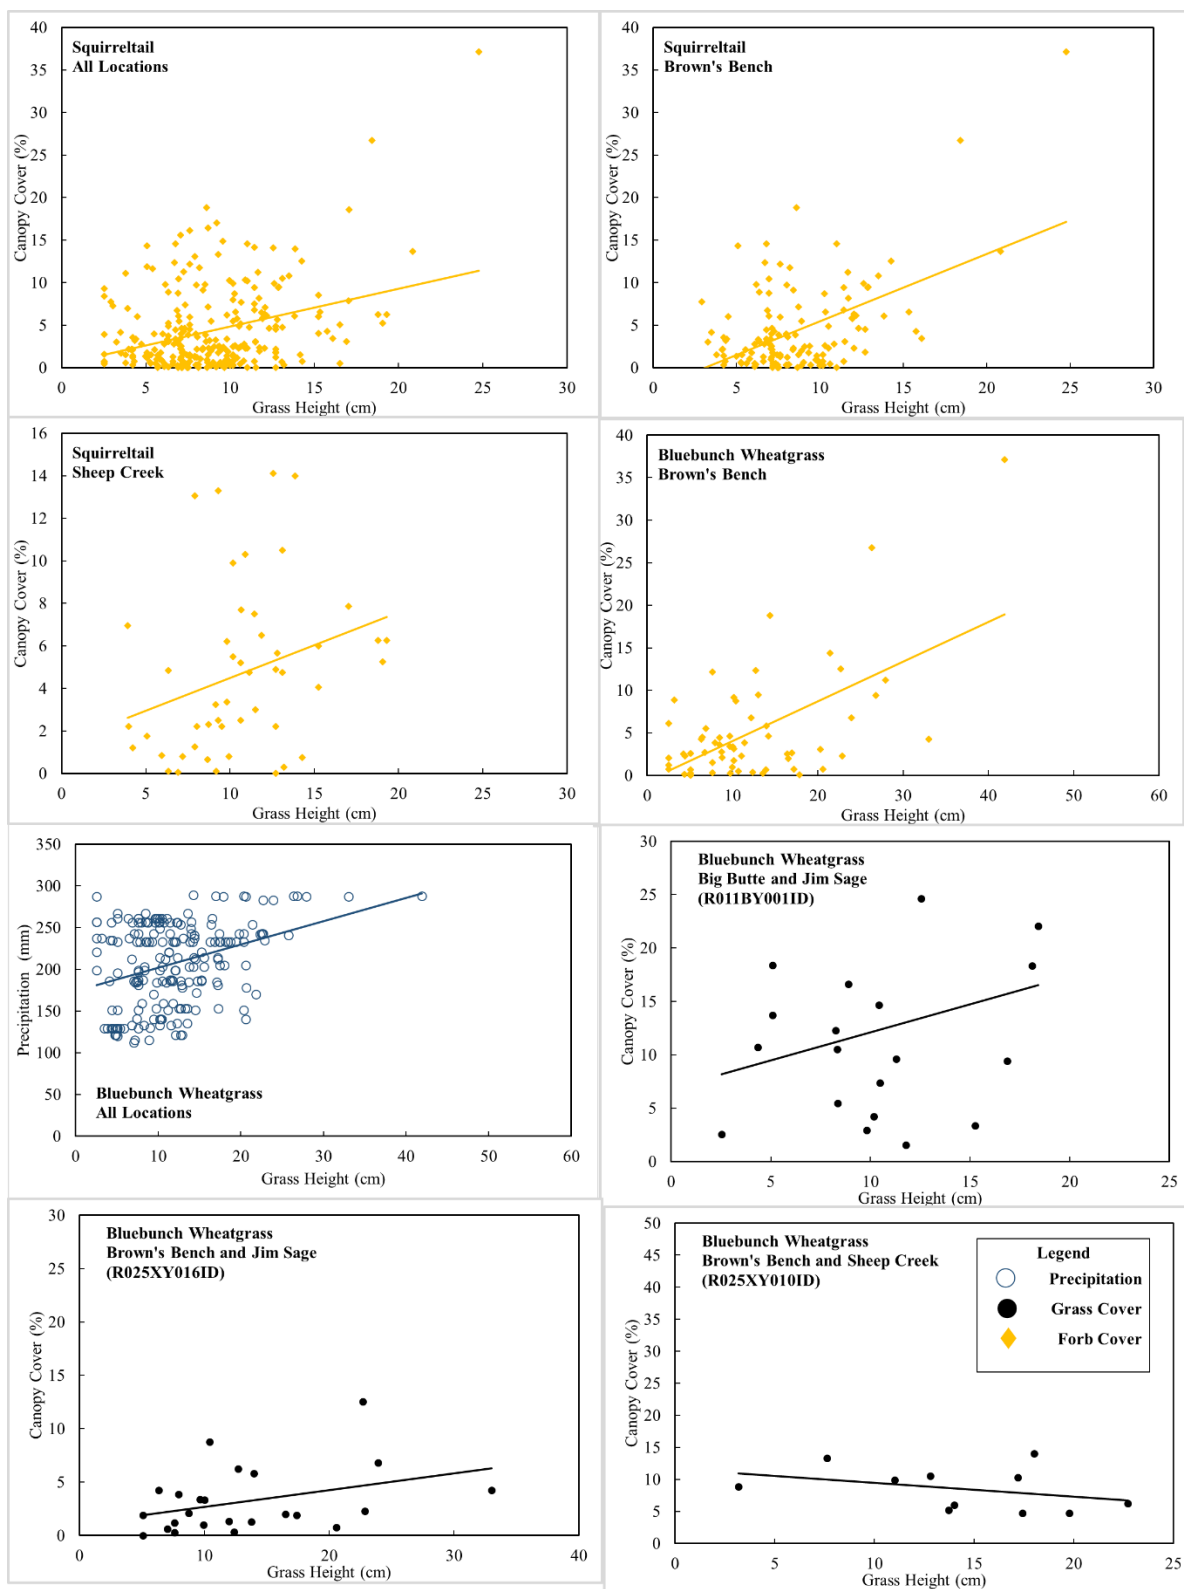 Squirreltail
All Locations
Canopy Cover (%)
40
35
30
25
20
15
10
5
0
0 5 10 15 20 25 30
Grass Height (cm)
Squirreltail
Brown's Bench
Canopy Cover (%)
40
35
30
25
20
15
10
5
0
0 5 10 15 20 25 30
Grass Height (cm)
Squirreltail
Sheep Creek
Canopy Cover (%)
16
14
12
10
8
6
4
2
0
0 5 10 15 20 25 30
Grass Height (cm)
Bluebunch Wheatgrass
Brown's Bench
Canopy Cover (%)
40
35
30
25
20
15
10
5
0
0 10 20 30 40 50 60
Grass Height (cm)
Bluebunch Wheatgrass
All Locations
Precipitation (mm)
350
300
250
200
150
100
50
0
0 10 20 30 40 50 60
Grass Height (cm)
Bluebunch Wheatgrass
Big Butte and Jim Sage
(R011BY001ID)
Canopy Cover (%)
30
25
20
15
10
5
0
0 5 10 15 20 25
Grass Height (cm)
Bluebunch Wheatgrass
Brown's Bench and Jim Sage
(R025XY016ID)
Canopy Cover (%)
30
25
20
15
10
5
0
0 10 20 30 40
Grass Height (cm)
Bluebunch Wheatgrass
Brown's Bench and Sheep Creek
(R025XY010ID)
Canopy Cover (%)
50
45
40
35
30
25
20
15
10
5
0
0 5 10 15 20 25
Grass Height (cm)
Legend
Precipitation
Grass Cover
Forb Cover